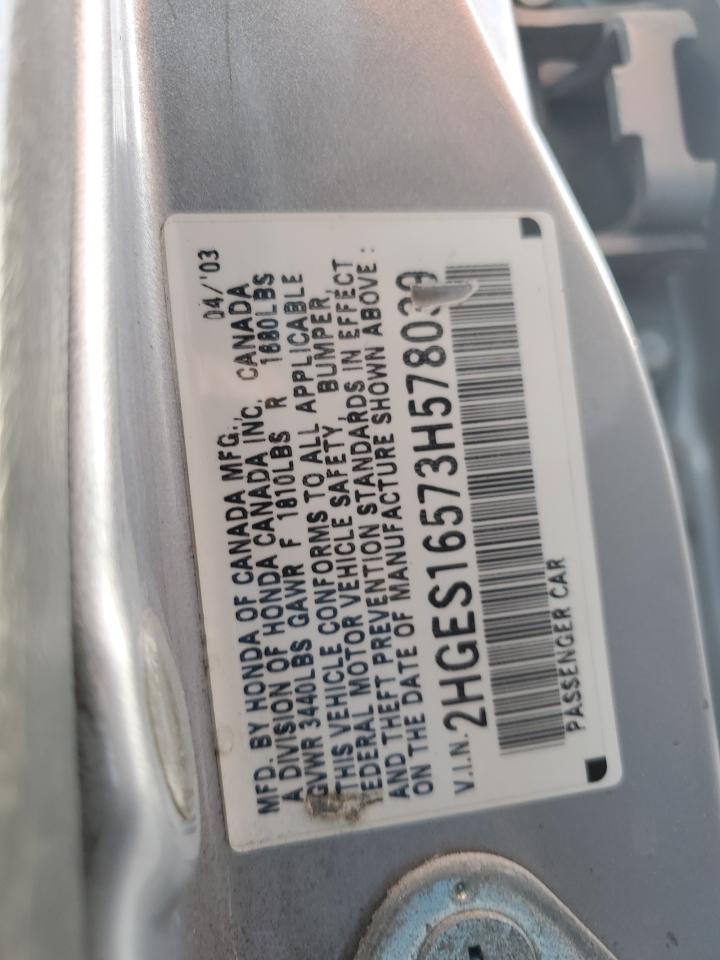 04/'03
MFD. BY HONDA OF CANADA MFG.,
A DIVISION OF HONDA CANADA INC, CANADA
GVWR 3440LBS GAWR F 1810LBS R 1680LBS
THIS VEHICLE CONFORMS TO ALL APPLICABLE
FEDERAL MOTOR VEHICLE SAFETY, BUMPER,
AND THEFT PREVENTION STANDARDS IN EFFECT
ON THE DATE OF MANUFACTURE SHOWN ABOVE :
V.I.N. 2HGES16573H578039
PASSENGER CAR